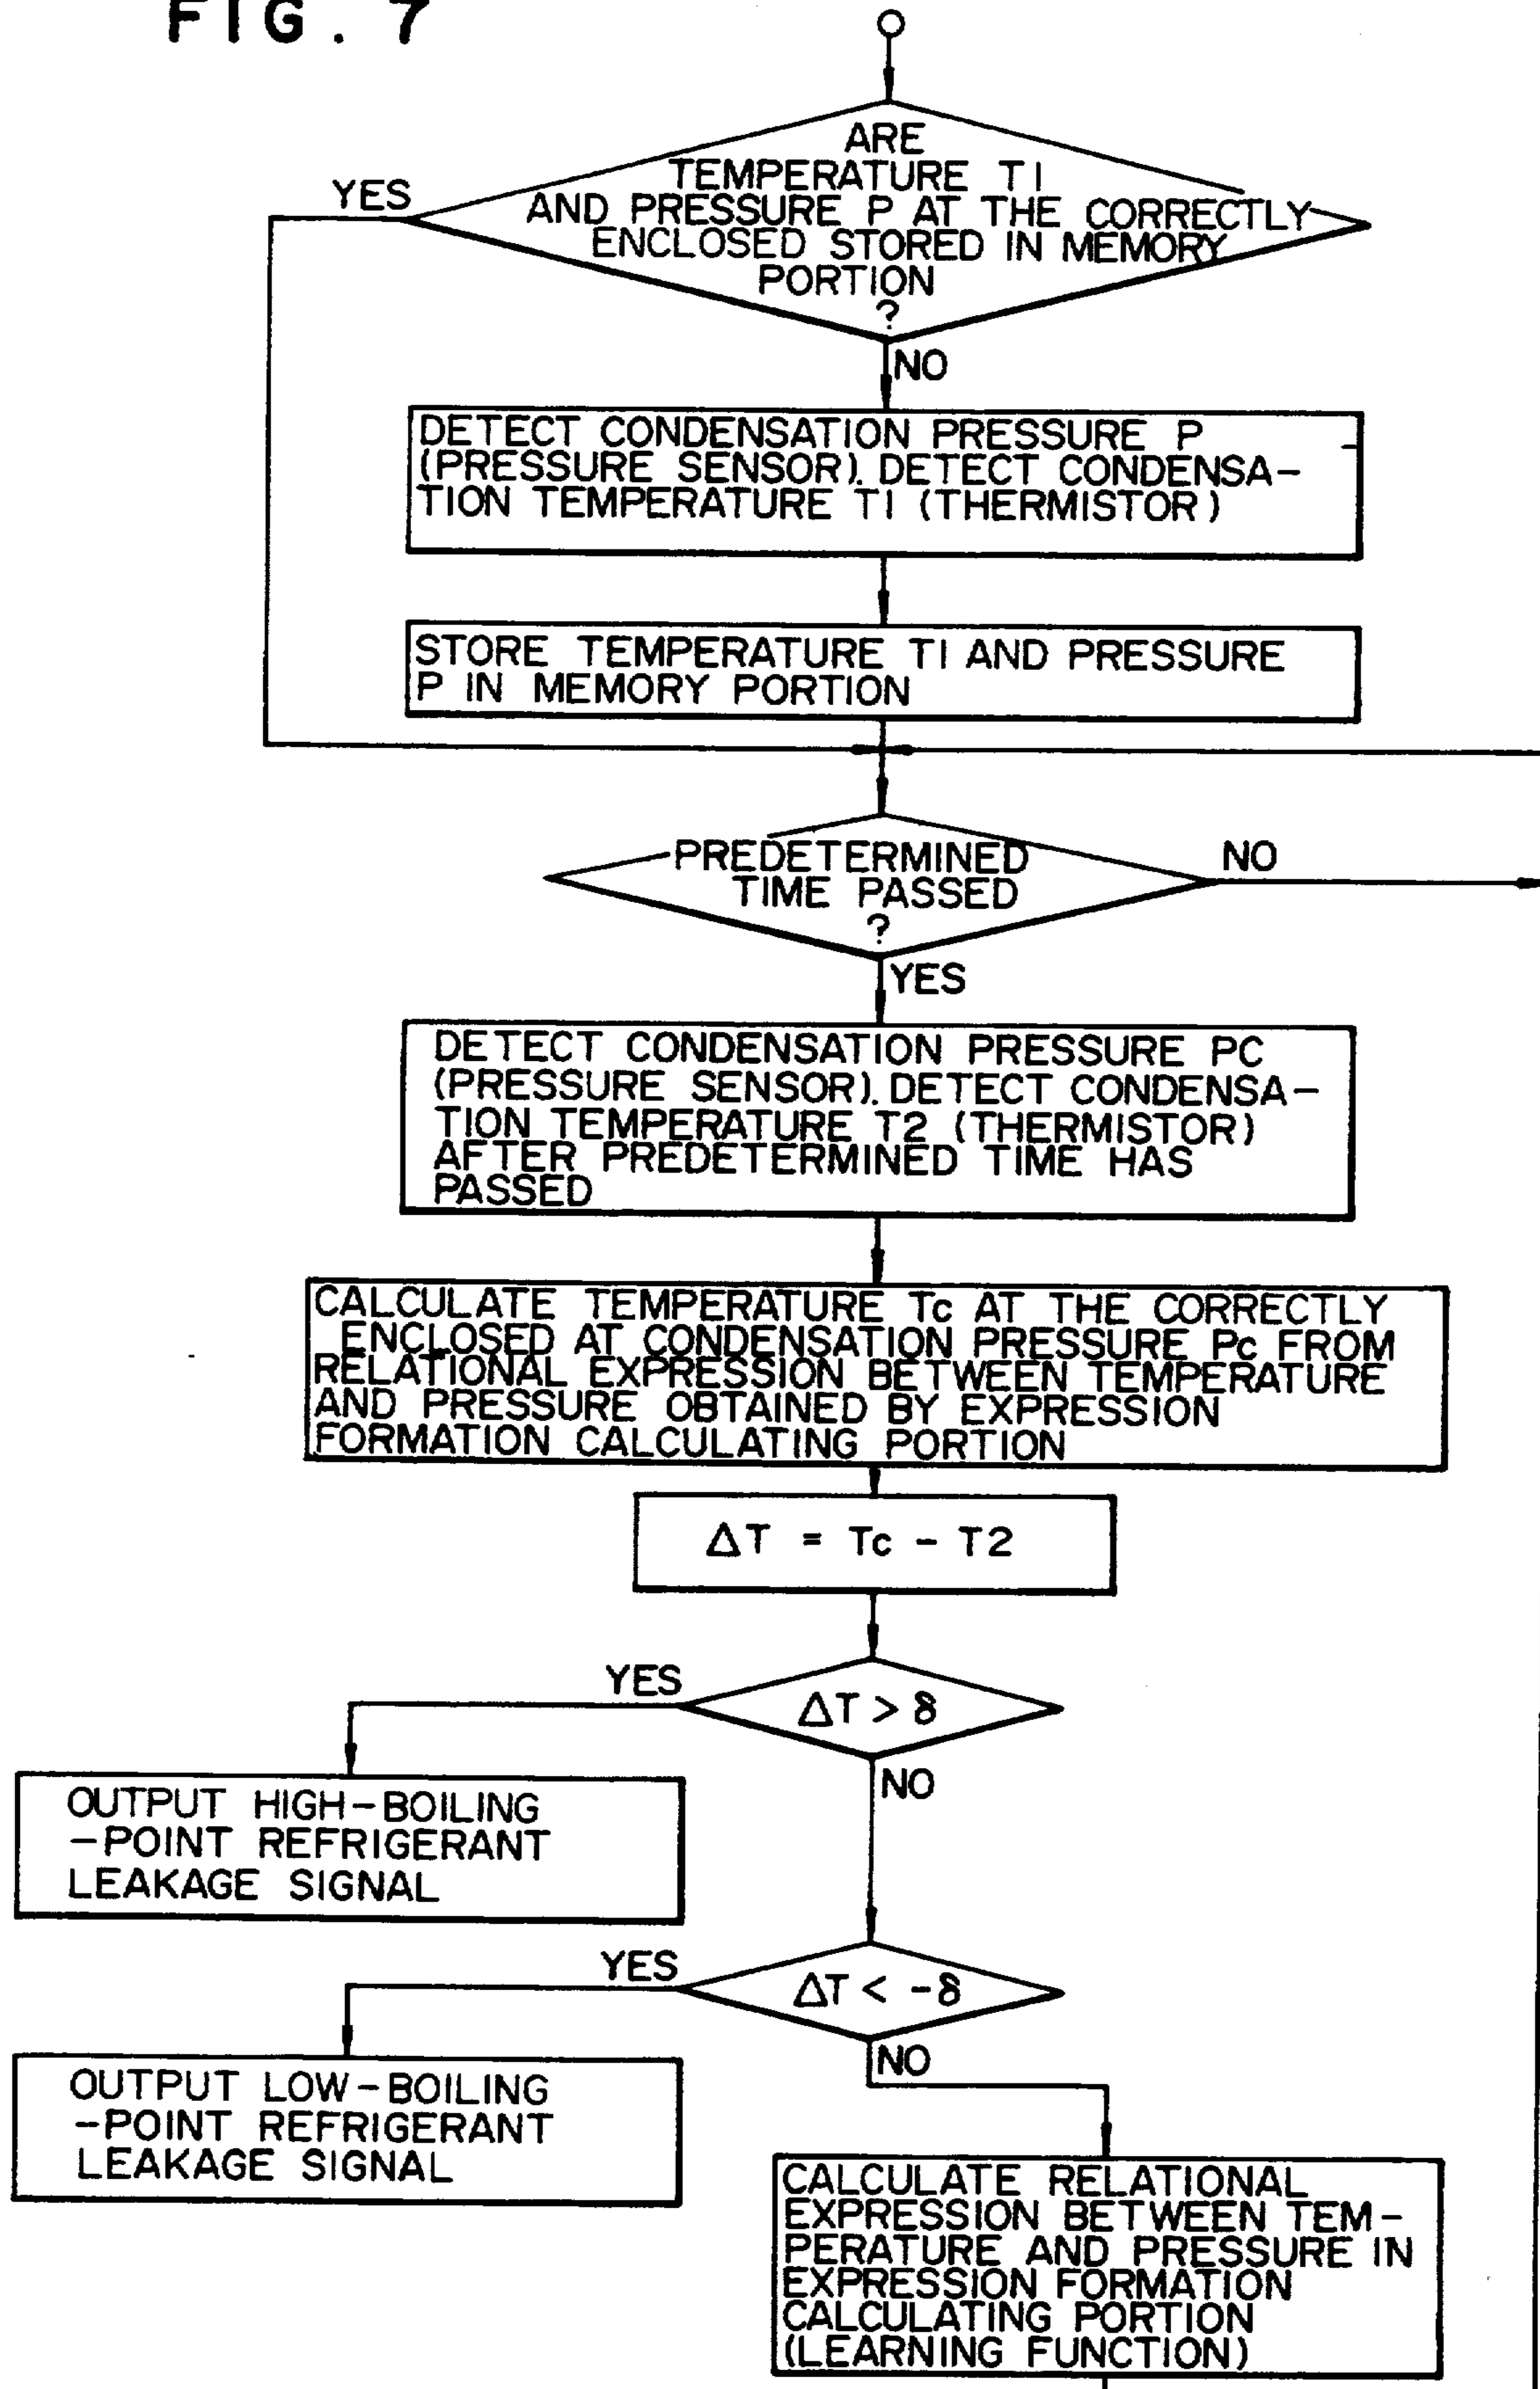 FIG. 7
ARE
TEMPERATURE T1
AND PRESSURE P AT THE CORRECTLY
ENCLOSED STORED IN MEMORY
PORTION
?
YES
NO
DETECT CONDENSATION PRESSURE P
(PRESSURE SENSOR). DETECT CONDENSA-
TION TEMPERATURE T1 (THERMISTOR)
STORE TEMPERATURE T1 AND PRESSURE
P IN MEMORY PORTION
PREDETERMINED
TIME PASSED
?
NO
YES
DETECT CONDENSATION PRESSURE PC
(PRESSURE SENSOR). DETECT CONDENSA-
TION TEMPERATURE T2 (THERMISTOR)
AFTER PREDETERMINED TIME HAS
PASSED
CALCULATE TEMPERATURE Tc AT THE CORRECTLY
ENCLOSED AT CONDENSATION PRESSURE Pc FROM
RELATIONAL EXPRESSION BETWEEN TEMPERATURE
AND PRESSURE OBTAINED BY EXPRESSION
FORMATION CALCULATING PORTION
ΔT = Tc - T2
YES
ΔT > δ
NO
OUTPUT HIGH-BOILING
-POINT REFRIGERANT
LEAKAGE SIGNAL
YES
ΔT < -δ
NO
OUTPUT LOW-BOILING
-POINT REFRIGERANT
LEAKAGE SIGNAL
CALCULATE RELATIONAL
EXPRESSION BETWEEN TEM-
PERATURE AND PRESSURE IN
EXPRESSION FORMATION
CALCULATING PORTION
(LEARNING FUNCTION)